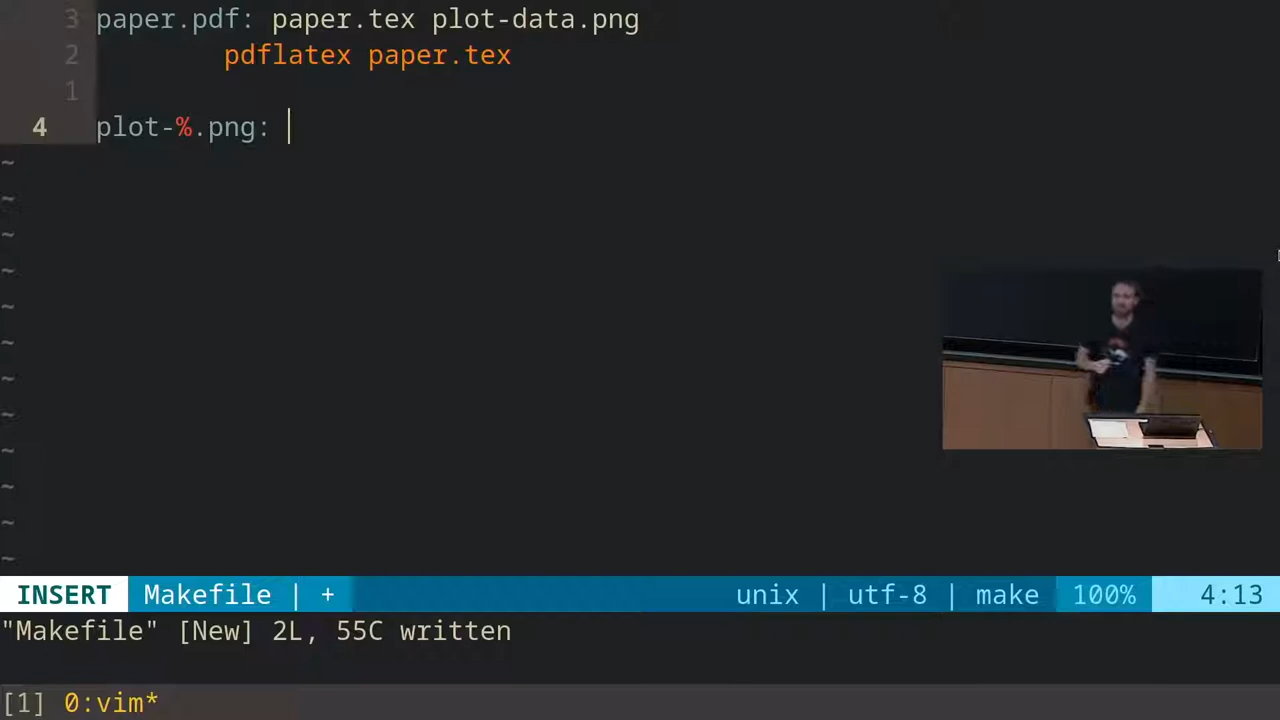 3 paper.pdf: paper.tex plot-data.png
2 pdflatex paper.tex
1
4 plot-%.png:
~
~
~
~
~
~
~
~
~
~
~
~
INSERT Makefile | + unix | utf-8 | make 100% 4:13
"Makefile" [New] 2L, 55C written
[1] 0:vim*